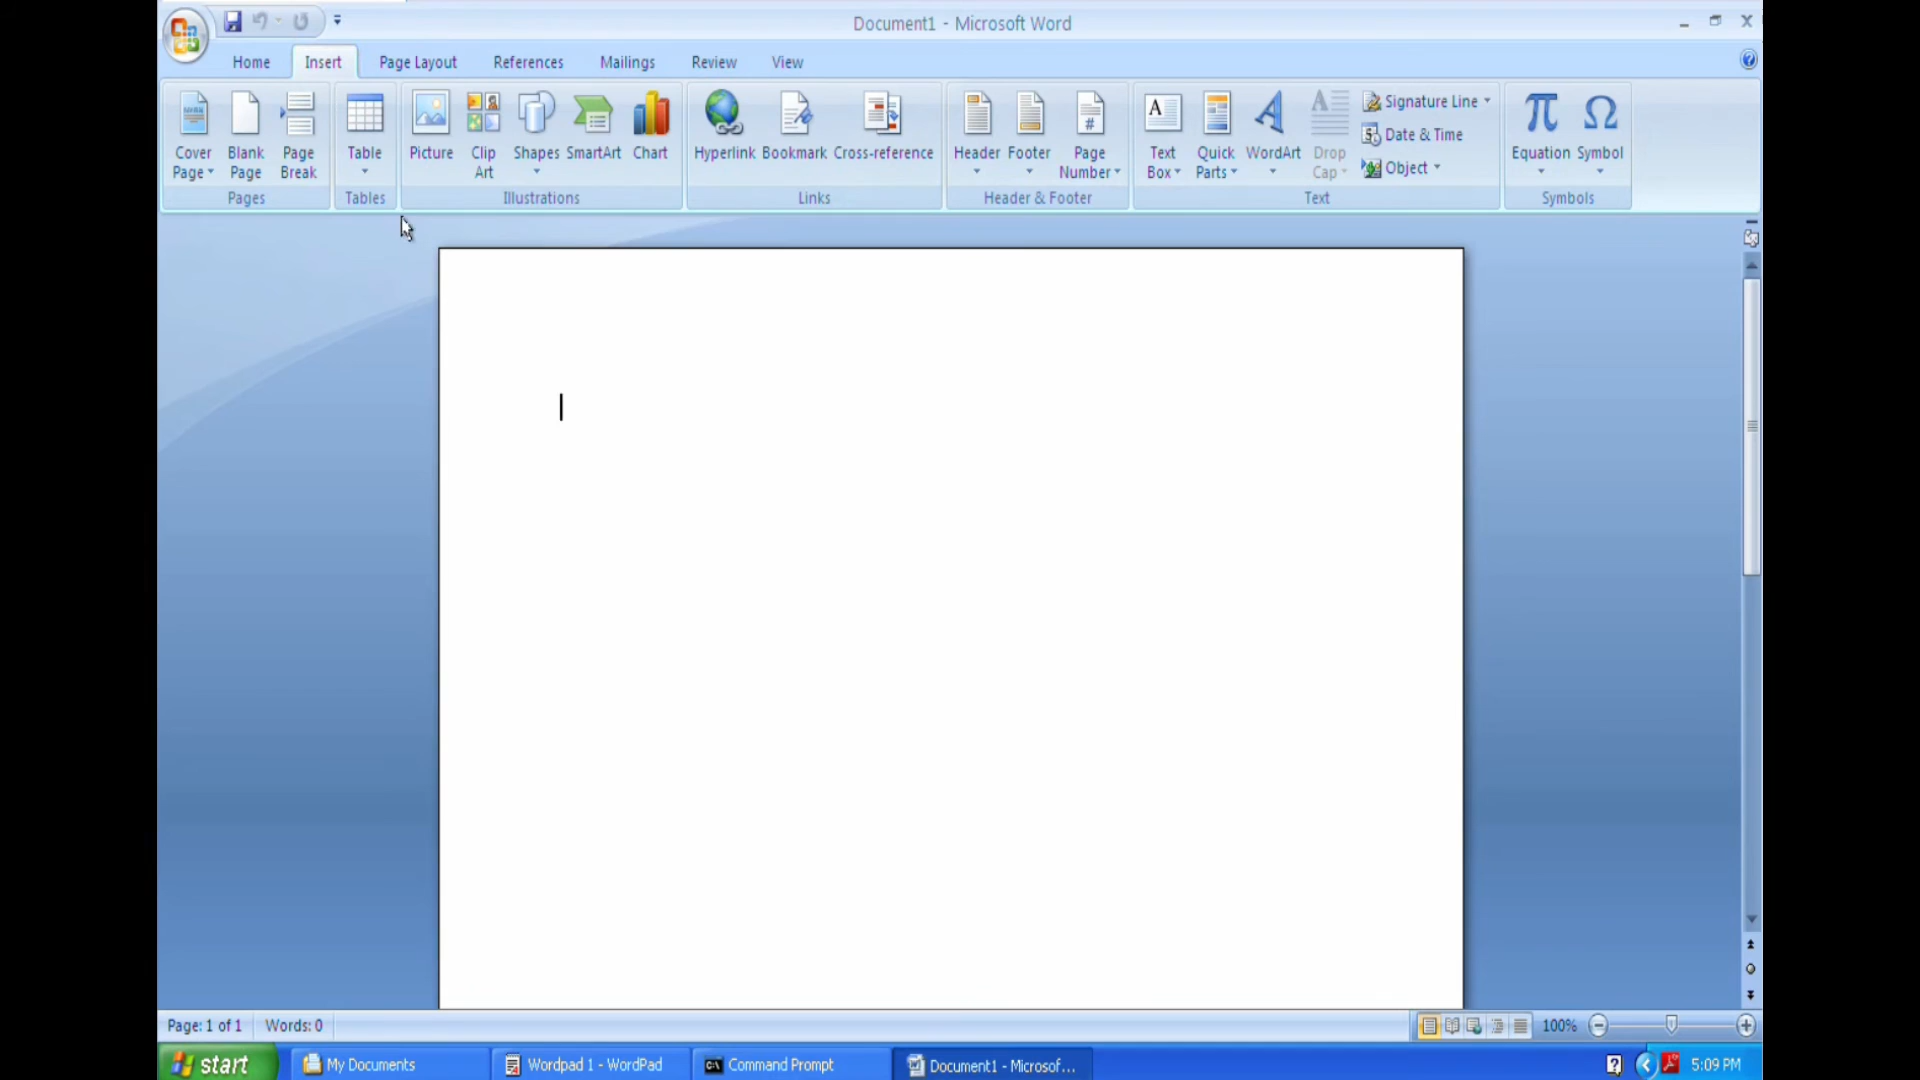 Document1 - Microsoft Word
Home Insert Page Layout References Mailings Review View
Cover Page
Blank Page
Page Break
Table
Picture
Clip Art
Shapes
SmartArt
Chart
Hyperlink
Bookmark
Cross-reference
Header
Footer
Page Number
Text Box
Quick Parts
WordArt
Drop Cap
Signature Line
Date & Time
Object
Equation
Symbol
Pages Tables Illustrations Links Header & Footer Text Symbols
Page: 1 of 1 Words: 0 100%
start My Documents Wordpad 1 - WordPad Command Prompt Document1 - Microsof... 5:09 PM